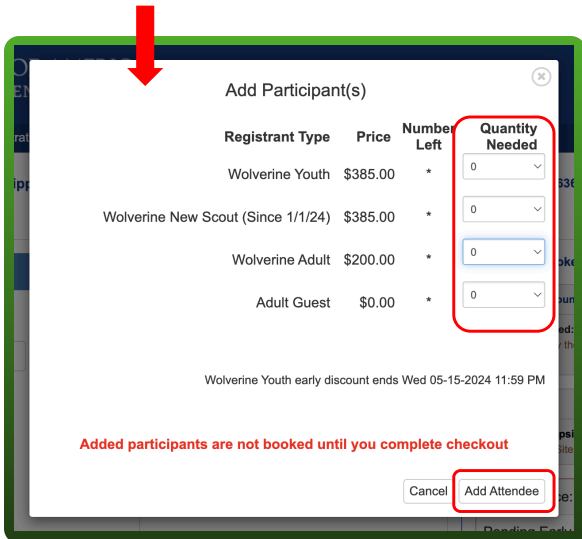 Add Participant(s)
Registrant Type Price Number Left Quantity Needed
Wolverine Youth $385.00 * 0
Wolverine New Scout (Since 1/1/24) $385.00 * 0
Wolverine Adult $200.00 * 0
Adult Guest $0.00 * 0
Wolverine Youth early discount ends Wed 05-15-2024 11:59 PM
Added participants are not booked until you complete checkout
Cancel Add Attendee